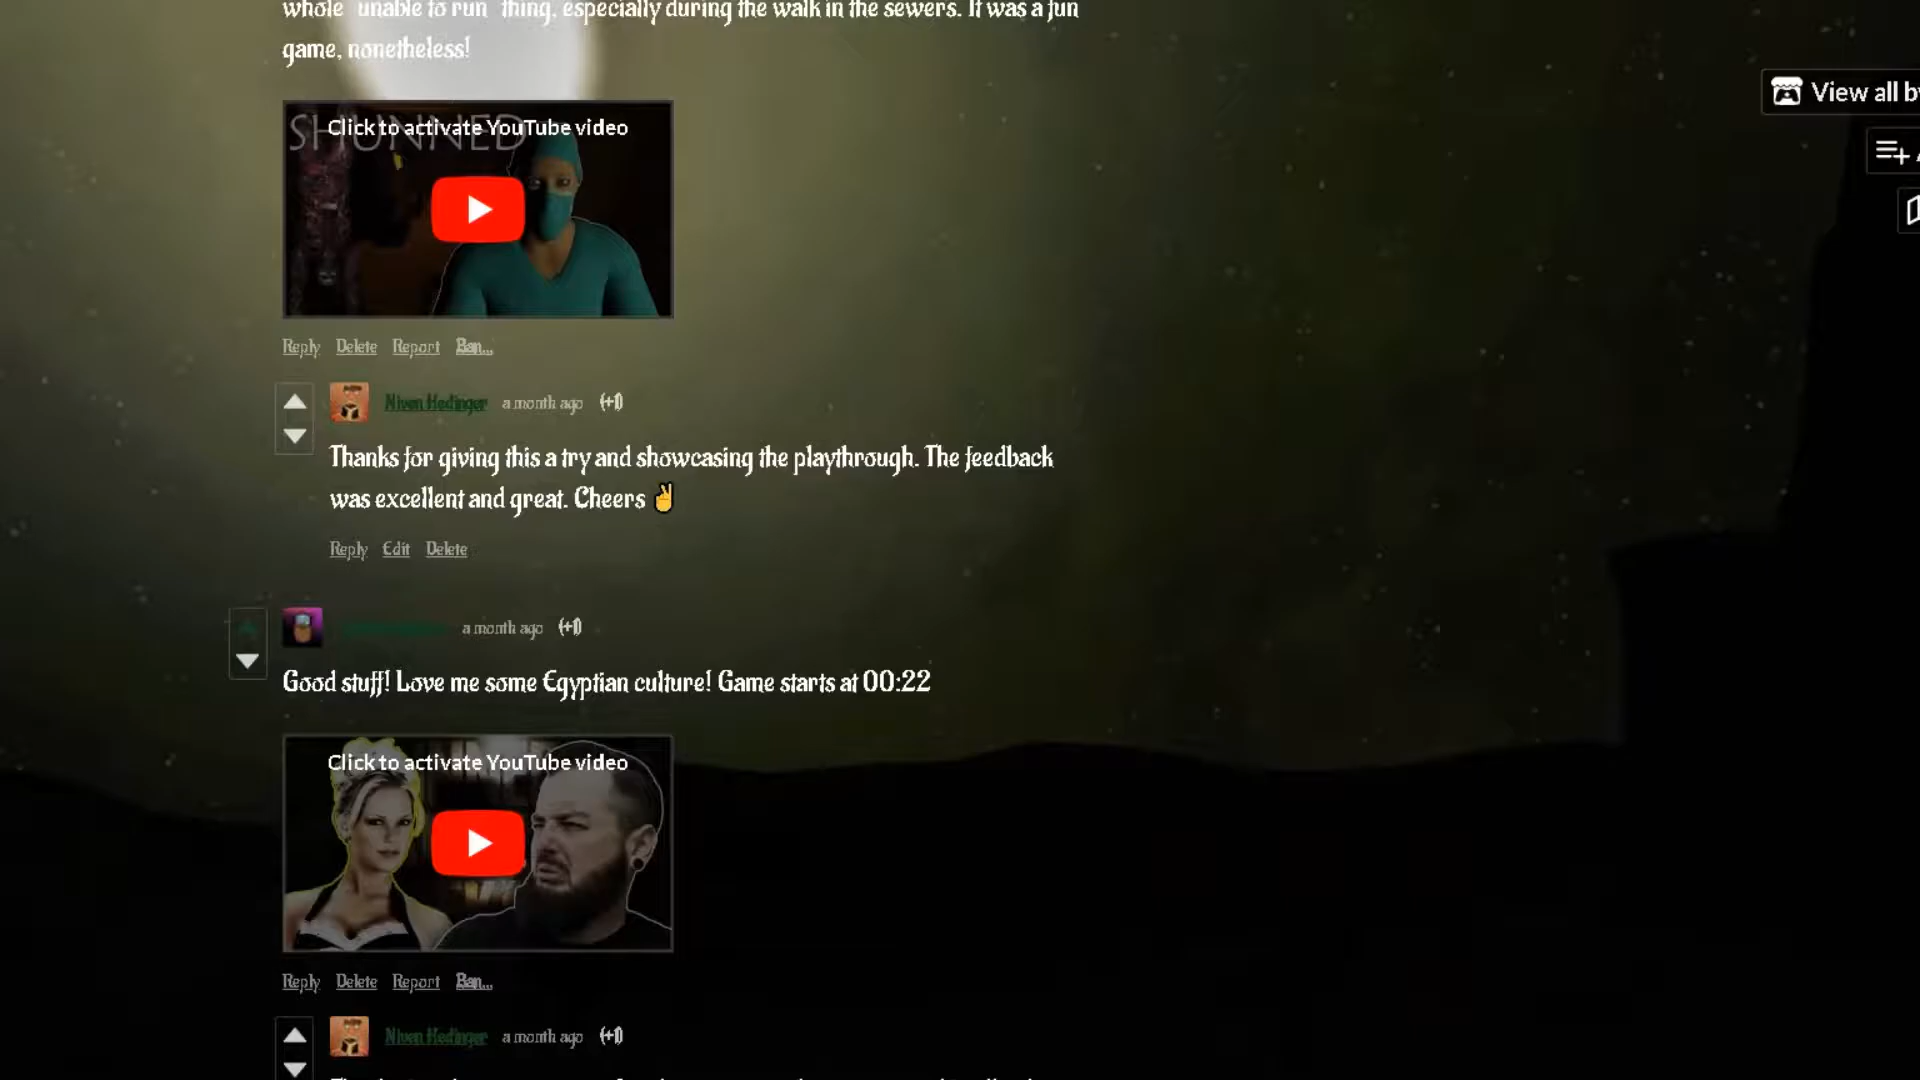 whole "unable to run" thing, especially during the walk in the sewers. It was a fun
game, nonetheless!
View all by
SHUNNED
Click to activate YouTube video
Reply Delete Report Ban...
Niven Hedinger a month ago (+1)
Thanks for giving this a try and showcasing the playthrough. The feedback
was excellent and great. Cheers ✌
Reply Edit Delete
a month ago (+1)
Good stuff! Love me some Egyptian culture! Game starts at 00:22
Click to activate YouTube video
Reply Delete Report Ban...
Niven Hedinger a month ago (+1)